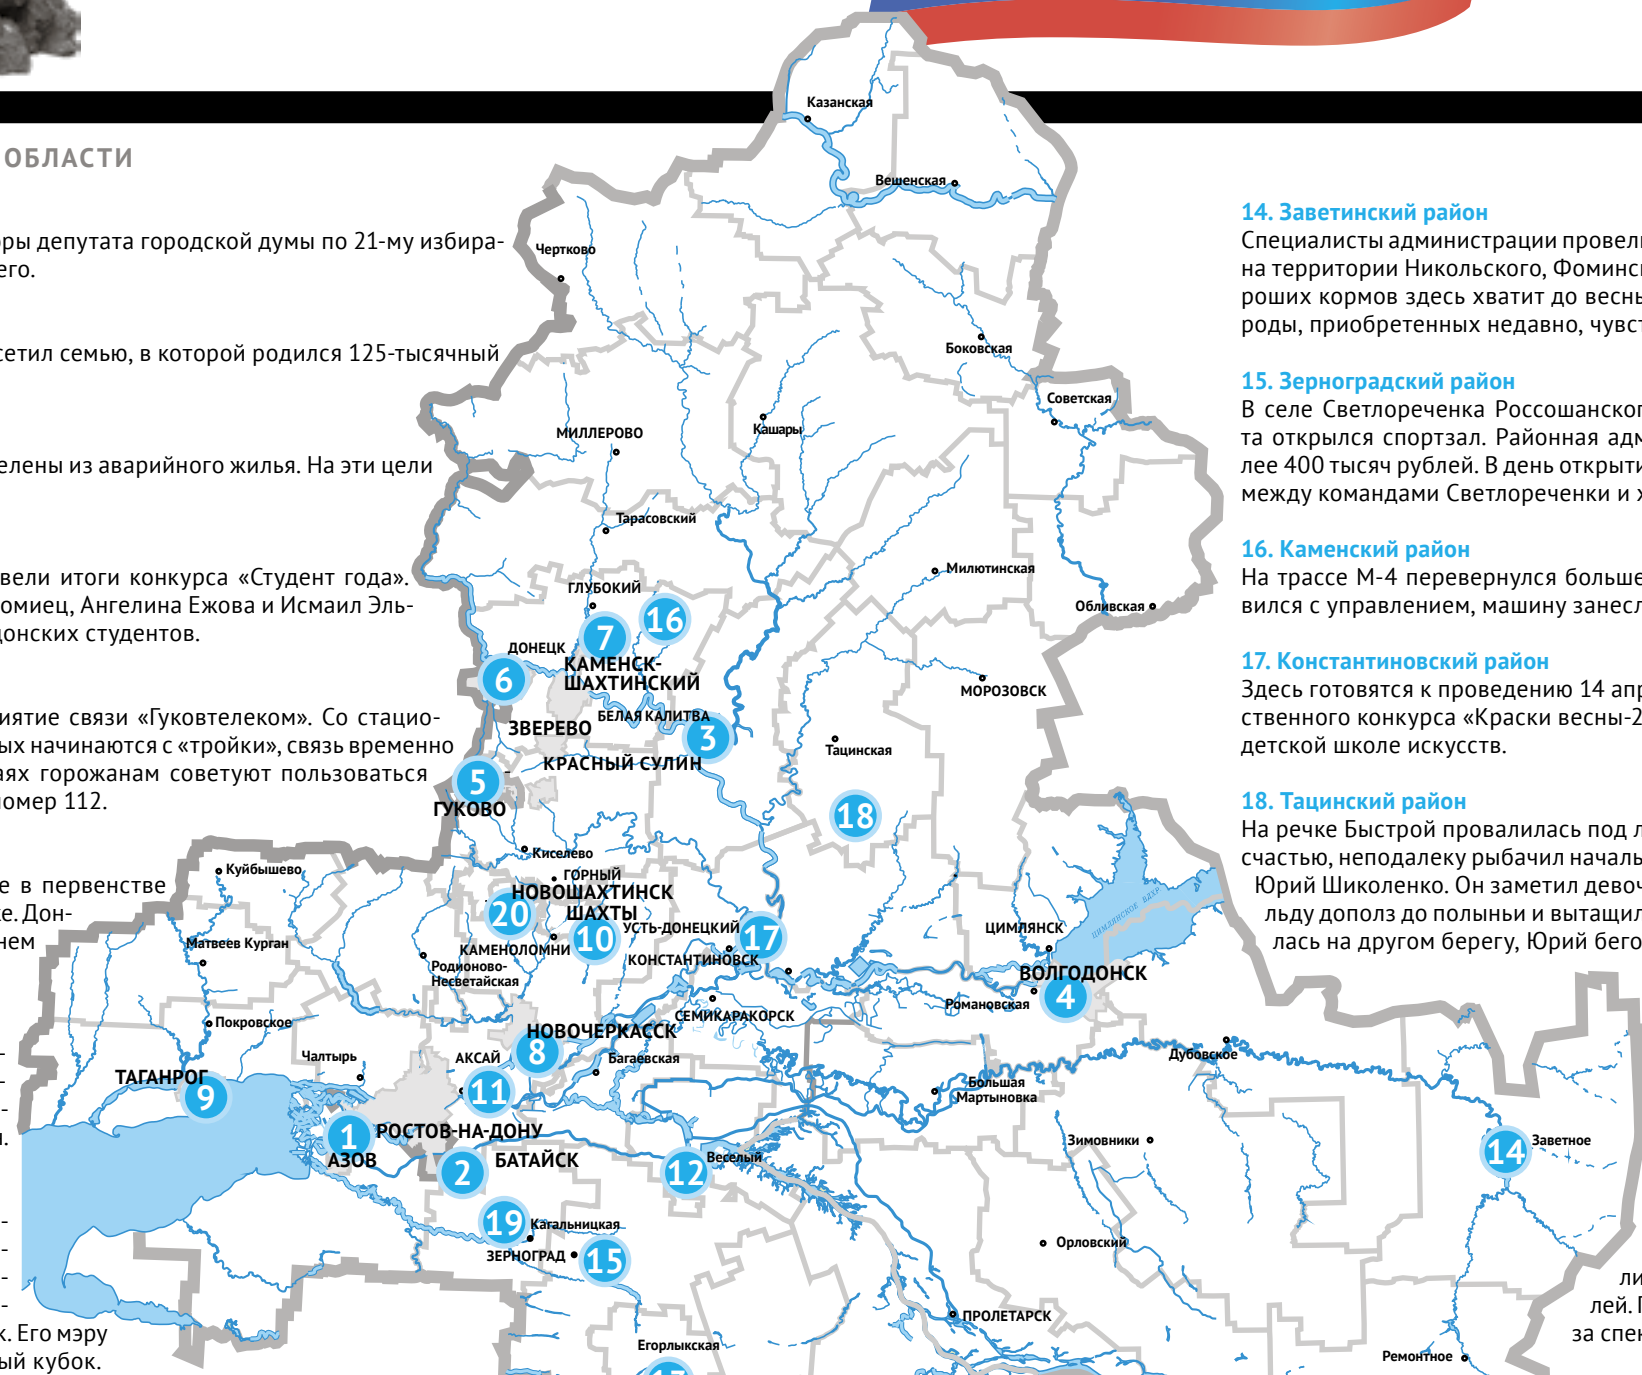 ОБЛАСТИ
ры депутата городской думы по 21-му избира-
его.
сетил семью, в которой родился 125-тысячный
елены из аварийного жилья. На эти цели
вели итоги конкурса «Студент года».
омиец, Ангелина Ежова и Исмаил Эль-
донских студентов.
иятие связи «Гуковтелеком». Со стацио-
ых начинаются с «тройки», связь временно
аях горожанам советуют пользоваться
номер 112.
е в первенстве
ке. Дон-
нем
к. Его мэру
ый кубок.
Казанская
Вешенская
Чертково
Боковская
Советская
Кашары
МИЛЛЕРОВО
Тарасовский
Милютинская
Обливская
ГЛУБОКИЙ
16
7
ДОНЕЦК
КАМЕНСК-
ШАХТИНСКИЙ
6
МОРОЗОВСК
БЕЛАЯ КАЛИТВА
ЗВЕРЕВО
3
Тацинская
КРАСНЫЙ СУЛИН
5
ГУКОВО
18
Киселево
Куйбышево
ГОРНЫЙ
НОВОШАХТИНСК
20
ШАХТЫ
10
УСТЬ-ДОНЕЦКИЙ
17
ЦИМЛЯНСК
ЦИМЛЯНСКОЕ ВДХР.
Матвеев Курган
КАМЕНОЛОМНИ
КОНСТАНТИНОВСК
Родионово-
Несветайская
ВОЛГОДОНСК
4
Романовская
СЕМИКАРАКОРСК
Покровское
НОВОЧЕРКАССК
8
Чалтырь
АКСАЙ
Багаевская
Дубовское
ТАГАНРОГ
9
11
Большая
Мартыновка
1
РОСТОВ-НА-ДОНУ
АЗОВ
2
БАТАЙСК
12
Веселый
Зимовники
14
Заветное
19
Кагальницкая
ЗЕРНОГРАД
15
Орловский
ПРОЛЕТАРСК
Егорлыкская
Ремонтное
14. Заветинский район
Специалисты администрации провел
на территории Никольского, Фоминс
роших кормов здесь хватит до весн
роды, приобретенных недавно, чувст
15. Зерноградский район
В селе Светлореченка Россошанског
та открылся спортзал. Районная адм
лее 400 тысяч рублей. В день открыти
между командами Светлореченки и х
16. Каменский район
На трассе М-4 перевернулся больше
вился с управлением, машину занесл
17. Константиновский район
Здесь готовятся к проведению 14 апр
ственного конкурса «Краски весны-2
детской школе искусств.
18. Тацинский район
На речке Быстрой провалилась под л
счастью, неподалеку рыбачил началь
Юрий Шиколенко. Он заметил девоч
льду дополз до полыньи и вытащил
лась на другом берегу, Юрий бего
ли
лей. П
за спек